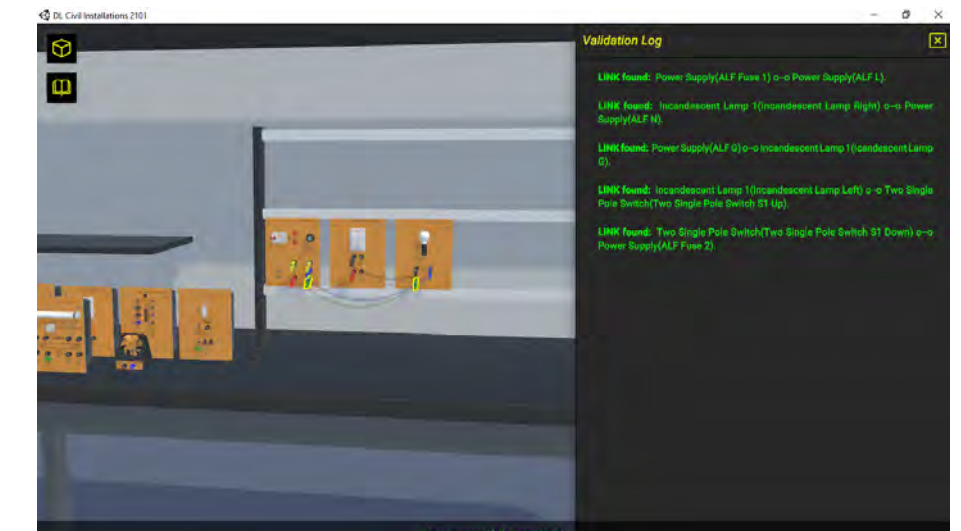 DL Civil Installations 2101
Validation Log
LINK found: Power Supply(ALF Fuse 1) o-o Power Supply(ALF L).
LINK found: Incandescent Lamp 1(Incandescent Lamp Right) o-o Power
Supply(ALF N).
LINK found: Power Supply(ALF G) o-o Incandescent Lamp 1(Icandescent Lamp
G).
LINK found: Incandescent Lamp 1(Incandescent Lamp Left) o-o Two Single
Pole Switch(Two Single Pole Switch S1 Up).
LINK found: Two Single Pole Switch(Two Single Pole Switch S1 Down) o-o
Power Supply(ALF Fuse 2).